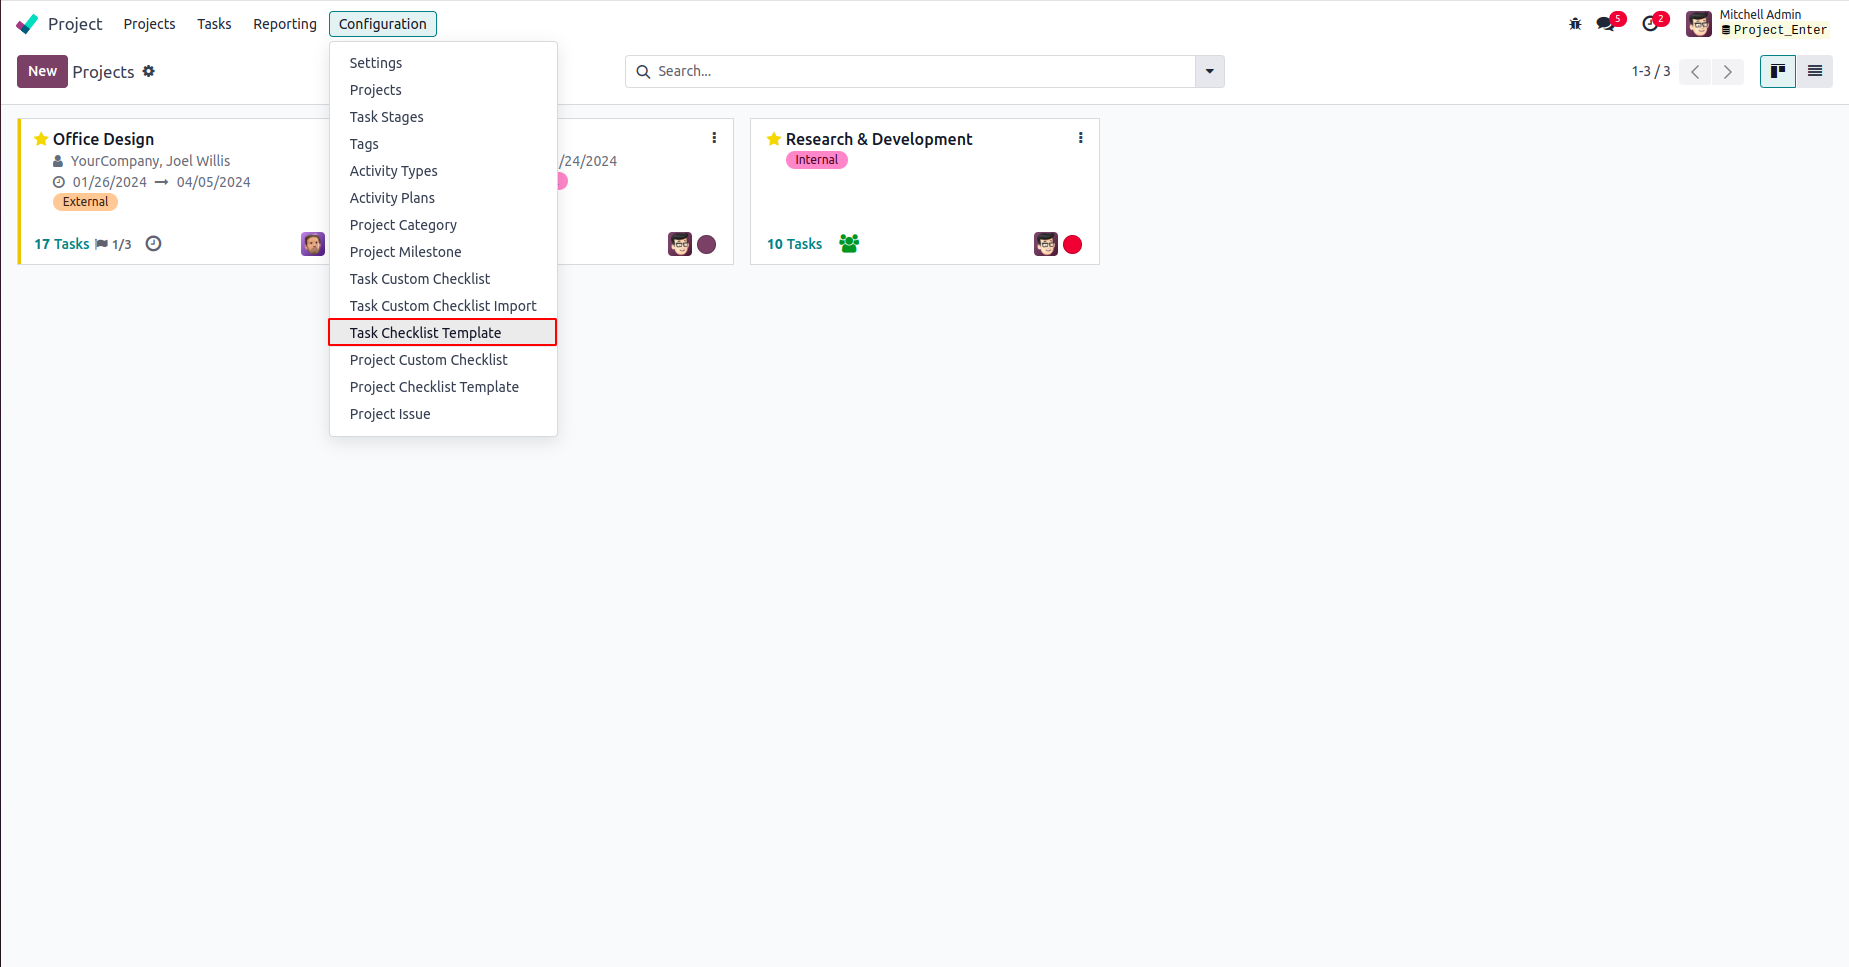 Project Projects Tasks Reporting Configuration 5 2 Mitchell Admin
Project_Enter
New Projects Search... 1-3 / 3
Settings
Projects
Task Stages
Tags
Activity Types
Activity Plans
Project Category
Project Milestone
Task Custom Checklist
Task Custom Checklist Import
Task Checklist Template
Project Custom Checklist
Project Checklist Template
Project Issue
Office Design
YourCompany, Joel Willis
01/26/2024 → 04/05/2024
External
17 Tasks 1/3
/24/2024
Research & Development
Internal
10 Tasks